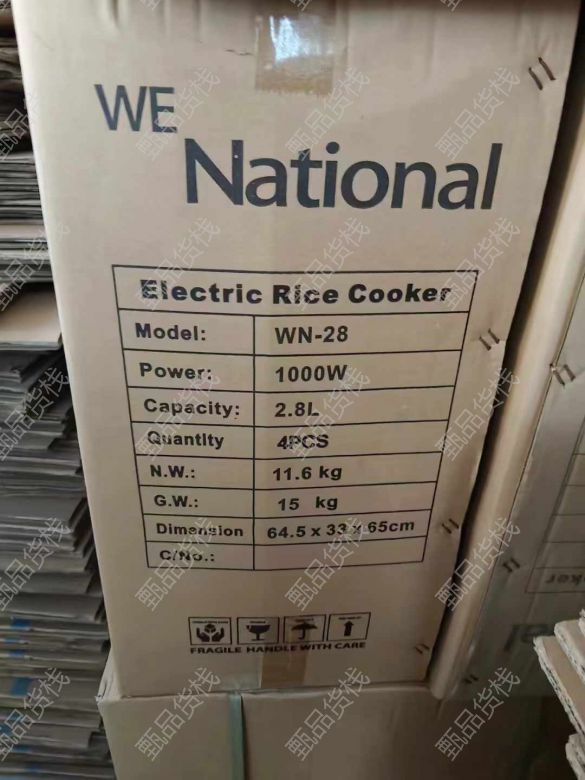 WE
National
Electric Rice Cooker
Model: WN-28
Power: 1000W
Capacity: 2.8L
Quantity 4PCS
N.W.: 11.6 kg
G.W.: 15 kg
Dimansion 64.5 x 33 x 65cm
C/No.:
FRAGILE HANDLE WITH CARE
甄品货栈